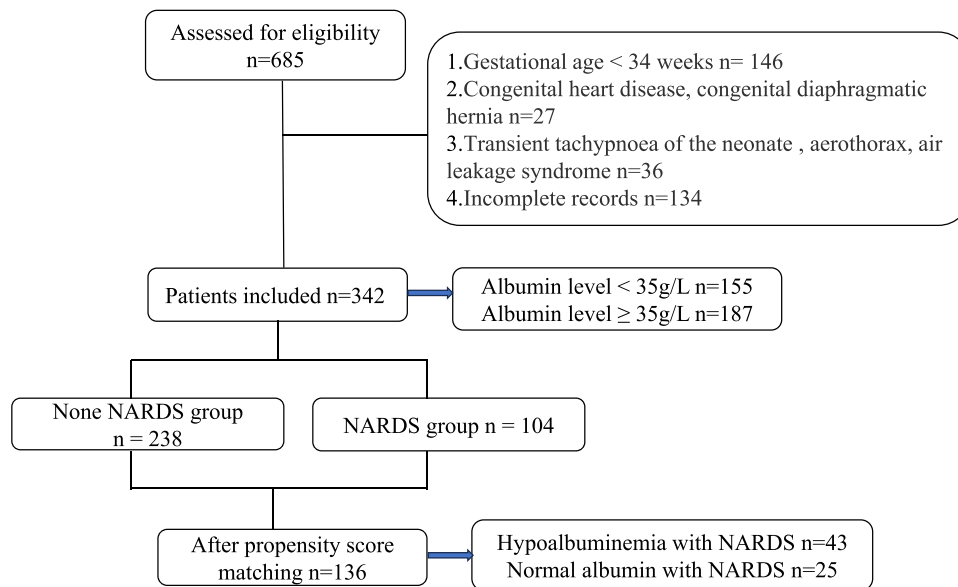 Assessed for eligibility
n=685
1.Gestational age < 34 weeks n= 146
2.Congenital heart disease, congenital diaphragmatic
hernia n=27
3.Transient tachypnoea of the neonate , aerothorax, air
leakage syndrome n=36
4.Incomplete records n=134
Patients included n=342
Albumin level < 35g/L n=155
Albumin level ≥ 35g/L n=187
None NARDS group
n = 238
NARDS group n = 104
After propensity score
matching n=136
Hypoalbuminemia with NARDS n=43
Normal albumin with NARDS n=25